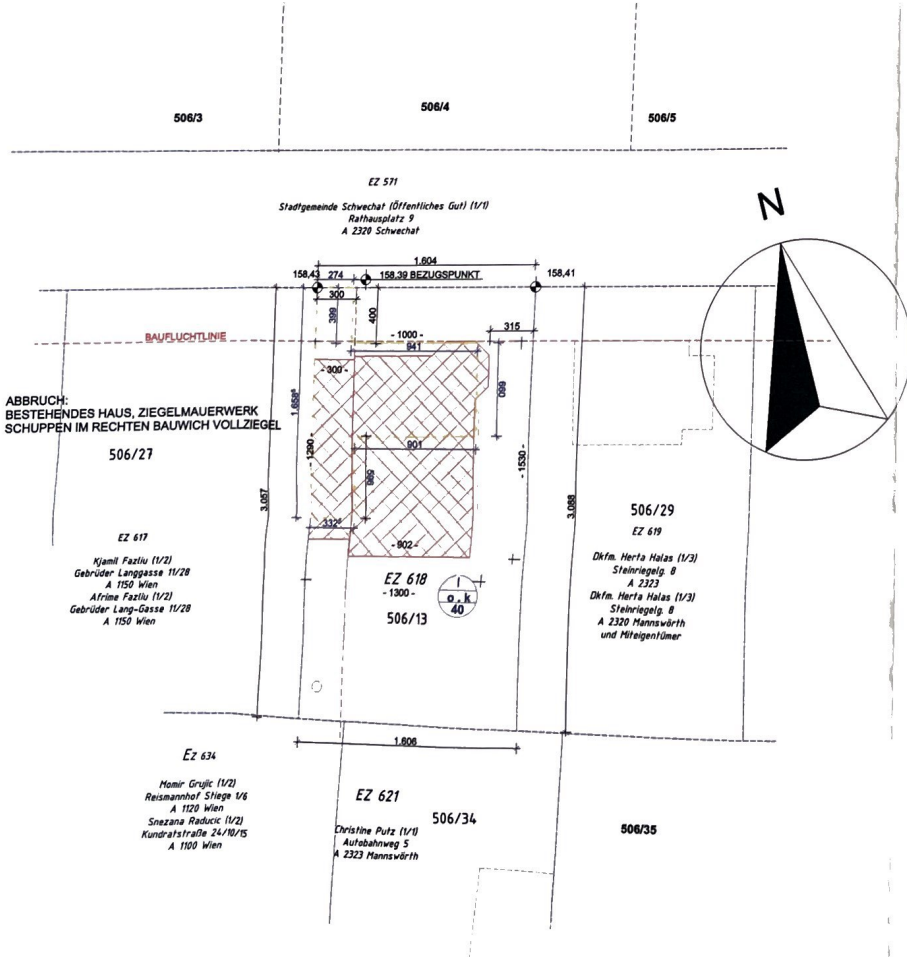 506/3
506/4
506/5
EZ 571
Stadtgemeinde Schwechat (Öffentliches Gut) (1/1)
Rathausplatz 9
A 2320 Schwechat
N
1.604
158,43
274
158,39 BEZUGSPUNKT
158,41
300
399
400
315
BAUFLUCHTLINIE
- 1000 -
941
- 300 -
660
1.658⁵
ABBRUCH:
BESTEHENDES HAUS, ZIEGELMAUERWERK
SCHUPPEN IM RECHTEN BAUWICH VOLLZIEGEL
506/27
- 1290 -
901
- 1530 -
989
3.057
3.088
332⁵
- 902 -
506/29
EZ 619
Dkfm. Herta Halas (1/3)
Steinriegelg. 8
A 2323
Dkfm. Herta Halas (1/3)
Steinriegelg. 8
A 2320 Mannswörth
und Miteigentümer
EZ 617
Kjamil Fazliu (1/2)
Gebrüder Langgasse 11/28
A 1150 Wien
Afrime Fazliu (1/2)
Gebrüder Lang-Gasse 11/28
A 1150 Wien
EZ 618
- 1300 -
506/13
I
o . k
40
1.606
EZ 634
Momir Grujic (1/2)
Reismannhof Stiege 1/6
A 1120 Wien
Snezana Raducic (1/2)
Kundratstraße 24/10/15
A 1100 Wien
EZ 621
506/34
Christine Putz (1/1)
Autobahnweg 5
A 2323 Mannswörth
506/35